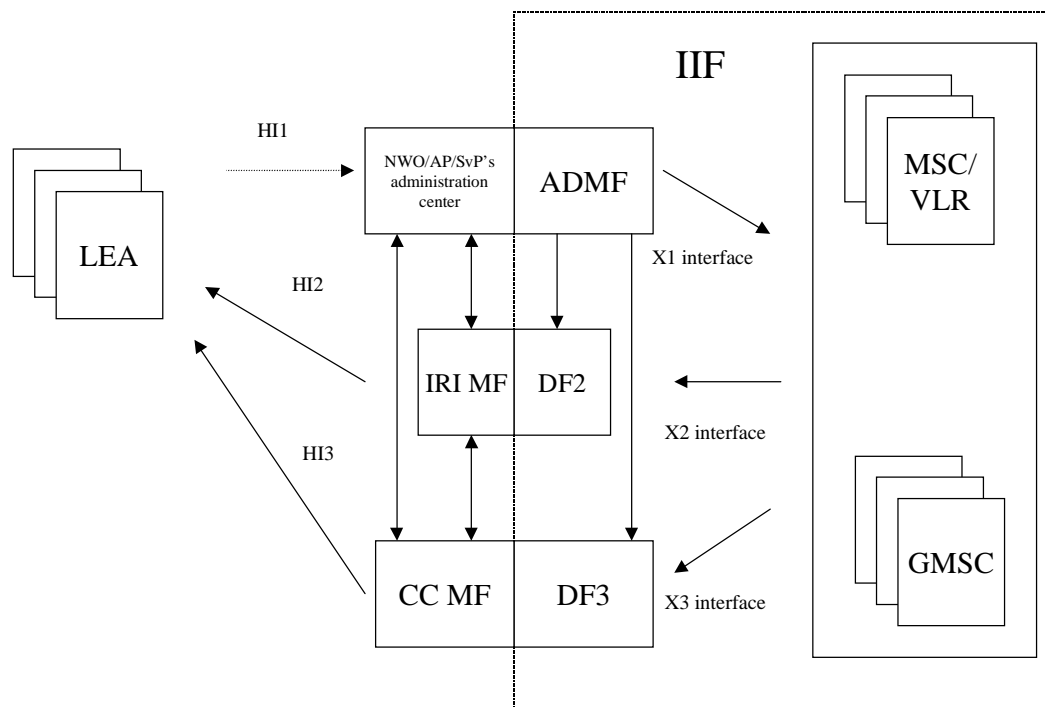 IIF
HI1
NWO/AP/SvP's
administration
center
ADMF
MSC/
VLR
LEA
X1 interface
HI2
IRI MF
DF2
X2 interface
HI3
GMSC
CC MF
DF3
X3 interface